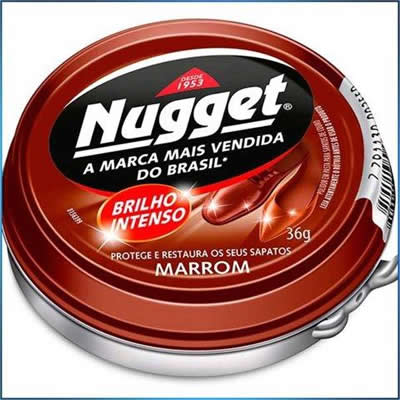 DESDE
1953
Nugget®
A MARCA MAIS VENDIDA
DO BRASIL*
BRILHO
INTENSO
36g
PROTEGE E RESTAURA OS SEUS SAPATOS
MARROM